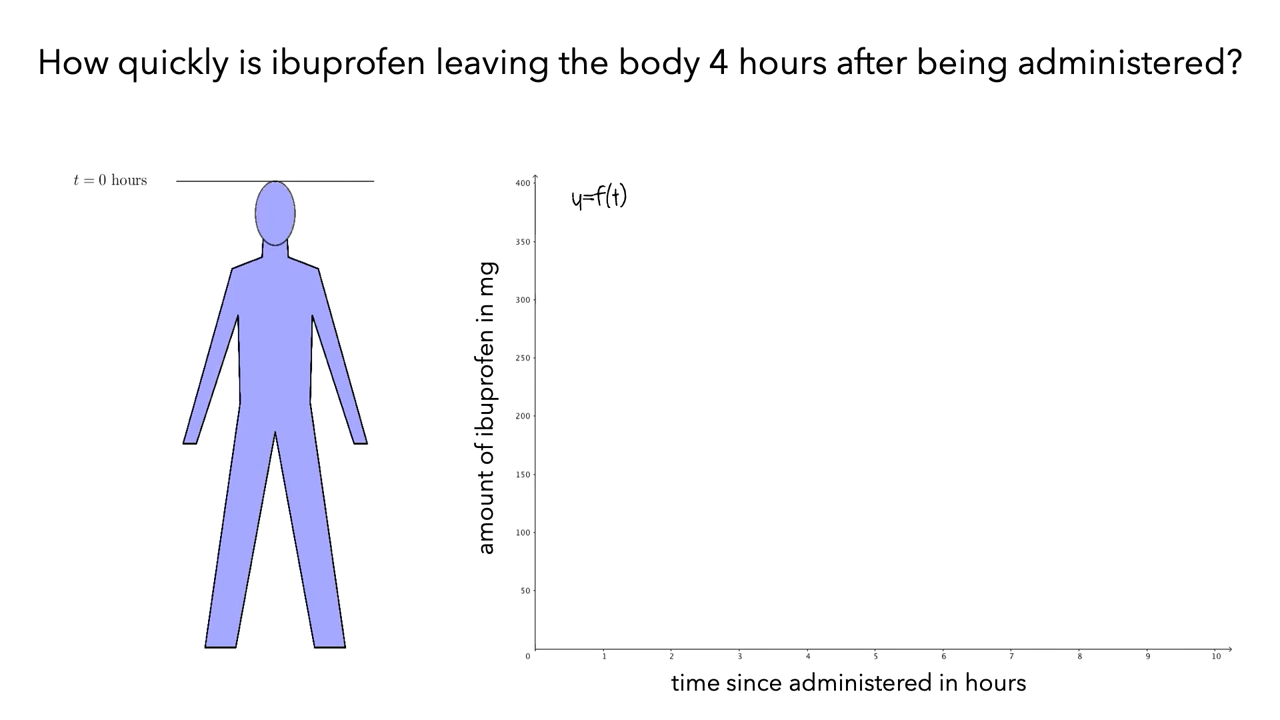 How quickly is ibuprofen leaving the body 4 hours after being administered?
t = 0 hours
y=f(t)
amount of ibuprofen in mg
400
350
300
250
200
150
100
50
0 1 2 3 4 5 6 7 8 9 10
time since administered in hours